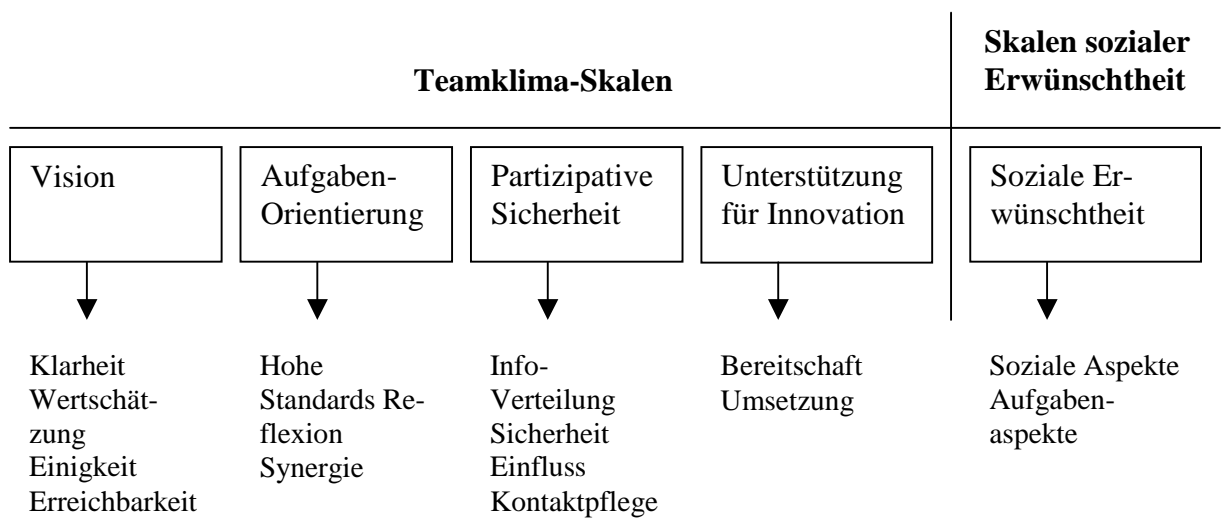 Teamklima-Skalen
Skalen sozialer
Erwünschtheit
Vision
Aufgaben-
Orientierung
Partizipative
Sicherheit
Unterstützung
für Innovation
Soziale Er-
wünschtheit
Klarheit
Wertschät-
zung
Einigkeit
Erreichbarkeit
Hohe
Standards Re-
flexion
Synergie
Info-
Verteilung
Sicherheit
Einfluss
Kontaktpflege
Bereitschaft
Umsetzung
Soziale Aspekte
Aufgaben-
aspekte